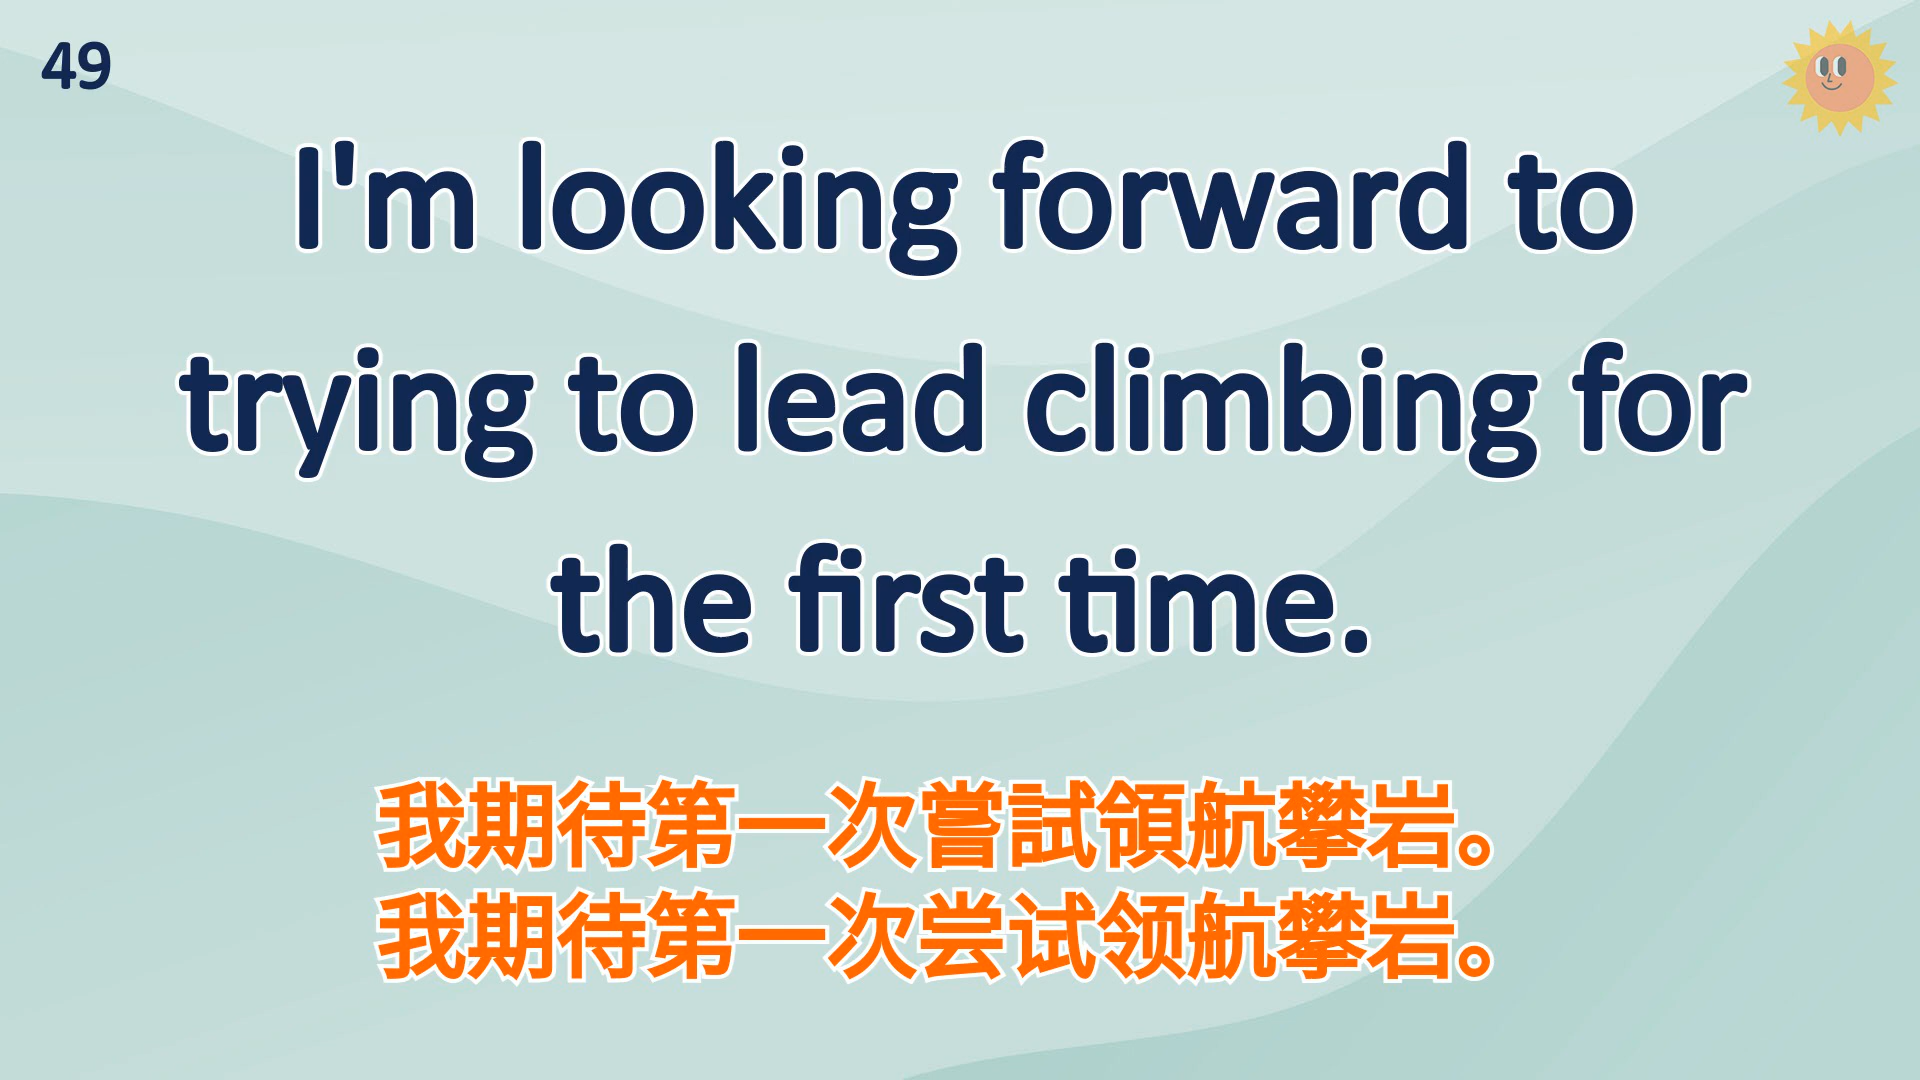 49
I'm looking forward to
trying to lead climbing for
the first time.
我期待第一次嘗試領航攀岩。
我期待第一次尝试领航攀岩。